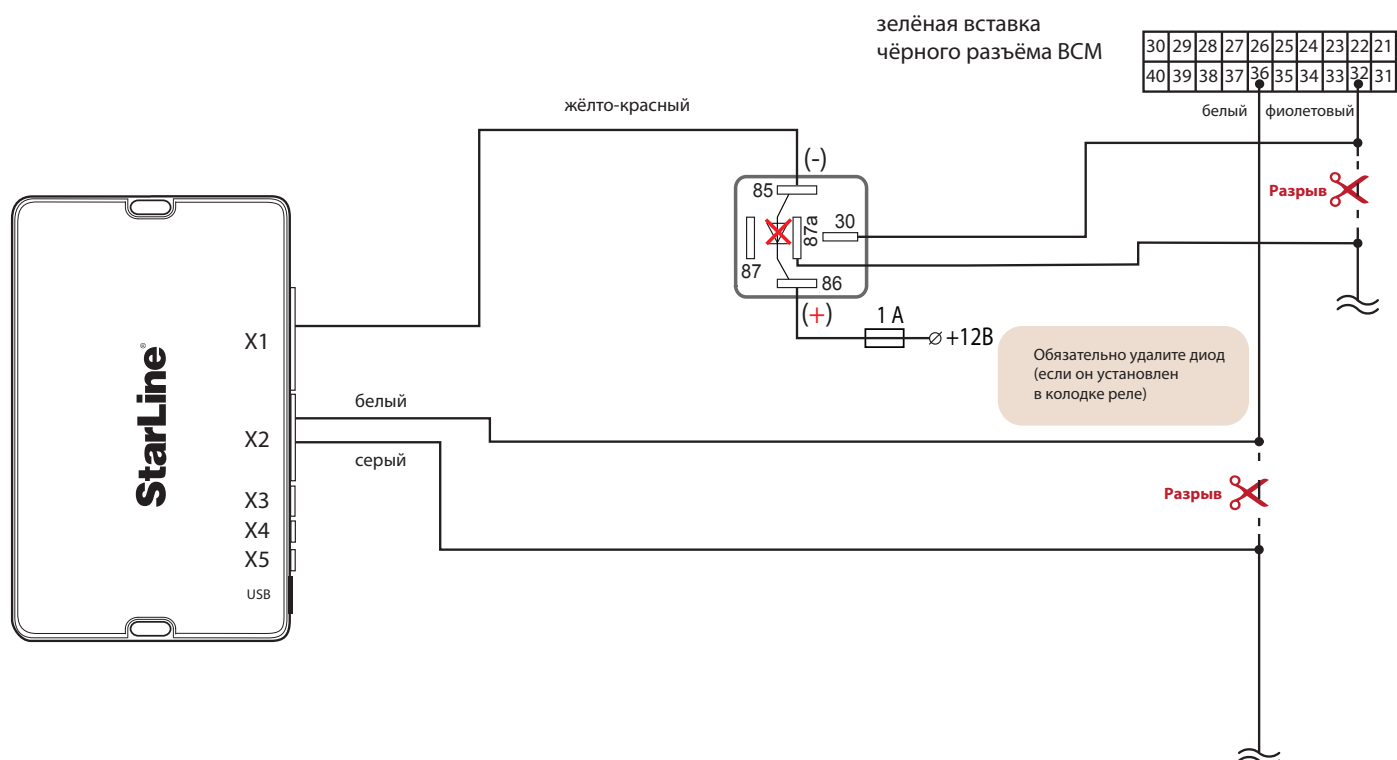 зелёная вставка
чёрного разъёма BCM
30 29 28 27 26 25 24 23 22 21
40 39 38 37 36 35 34 33 32 31
белый фиолетовый
жёлто-красный
(-)
85
87a
30
87
86
(+)
1 А
+12В
Разрыв
Обязательно удалите диод
(если он установлен
в колодке реле)
StarLine®
X1
X2
X3
X4
X5
USB
белый
серый
Разрыв